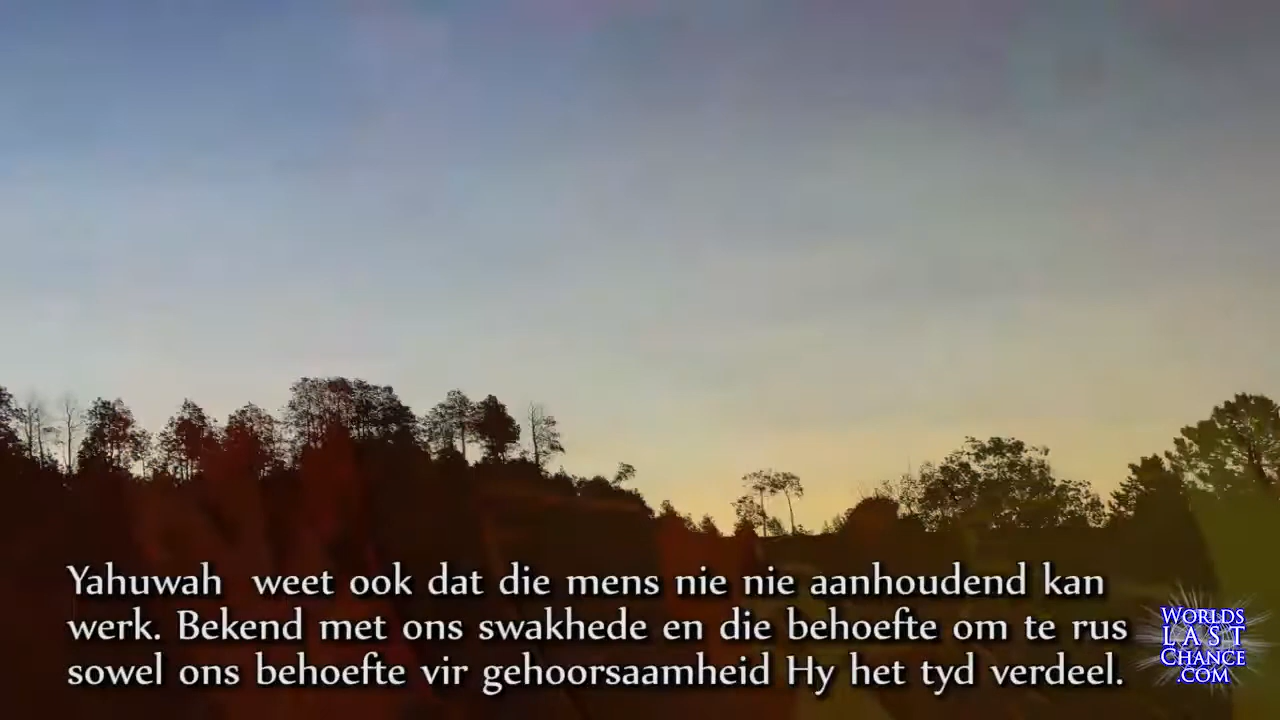 Yahuwah weet ook dat die mens nie nie aanhoudend kan
werk. Bekend met ons swakhede en die behoefte om te rus
sowel ons behoefte vir gehoorsaamheid Hy het tyd verdeel.
WORLDS
LAST
CHANCE
.COM